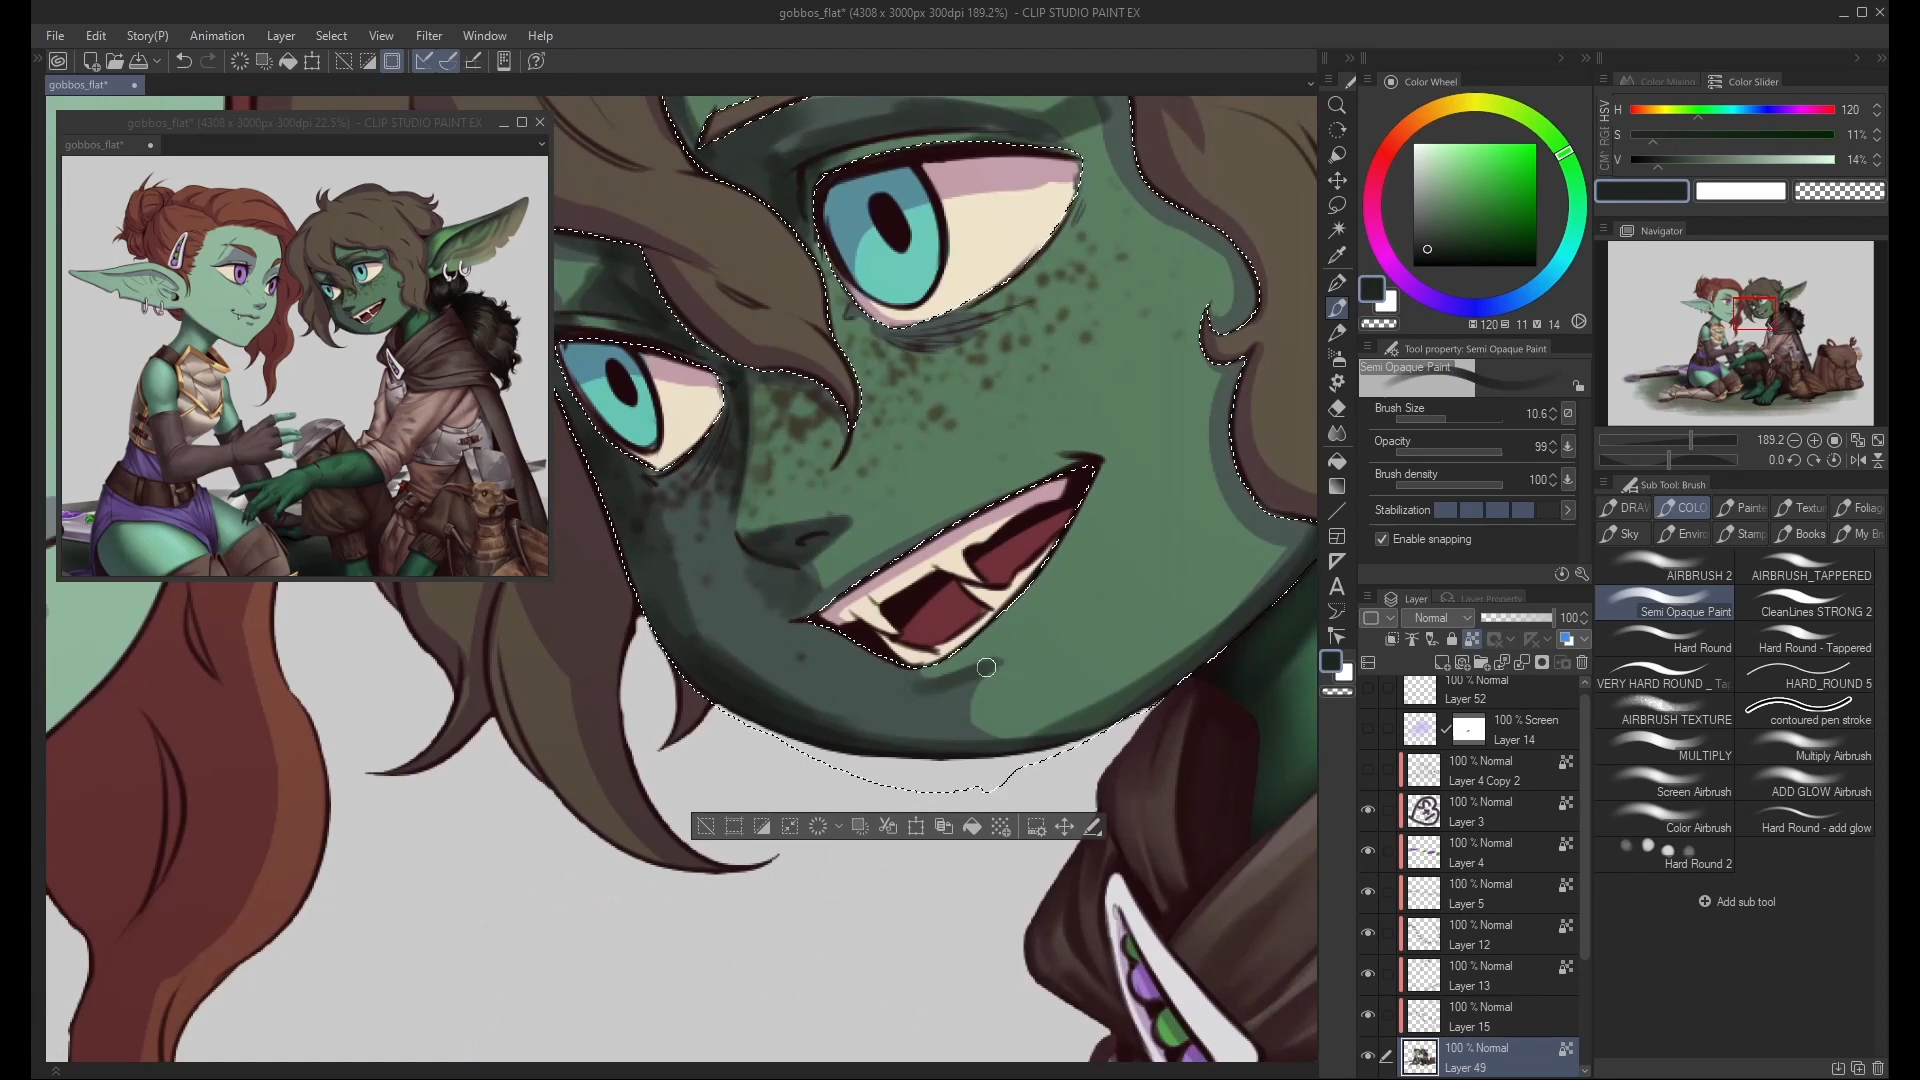 gobbos_flat* (4308 x 3000px 300dpi 189.2%) - CLIP STUDIO PAINT EX
File Edit Story(P) Animation Layer Select View Filter Window Help
gobbos_flat*
gobbos_flat* (4308 x 3000px 300dpi 22.5%) - CLIP STUDIO PAINT EX
gobbos_flat*
Color Wheel
H 120 S 11 V 14
Tool property: Semi Opaque Paint
Semi Opaque Paint
Brush Size 10.6
Opacity 99
Brush density 100
Stabilization
Enable snapping
Layer Layer Property
Normal 100
100 % Normal
Layer 52
100 % Screen
Layer 14
100 % Normal
Layer 4 Copy 2
100 % Normal
Layer 3
100 % Normal
Layer 4
100 % Normal
Layer 5
100 % Normal
Layer 12
100 % Normal
Layer 13
100 % Normal
Layer 15
100 % Normal
Layer 49
Color Mixing Color Slider
HSV
RGB
CM
H 120
S 11%
V 14%
Navigator
189.2
0.0
Sub Tool: Brush
DRA COLO Painte Textu Foliag
Sky Enviro Stamp Books My Br
AIRBRUSH 2 AIRBRUSH_TAPPERED
Semi Opaque Paint CleanLines STRONG 2
Hard Round Hard Round - Tappered
VERY HARD ROUND _ Ta HARD_ROUND 5
AIRBRUSH TEXTURE contoured pen stroke
MULTIPLY Multiply Airbrush
Screen Airbrush ADD GLOW Airbrush
Color Airbrush Hard Round - add glow
Hard Round 2
Add sub tool